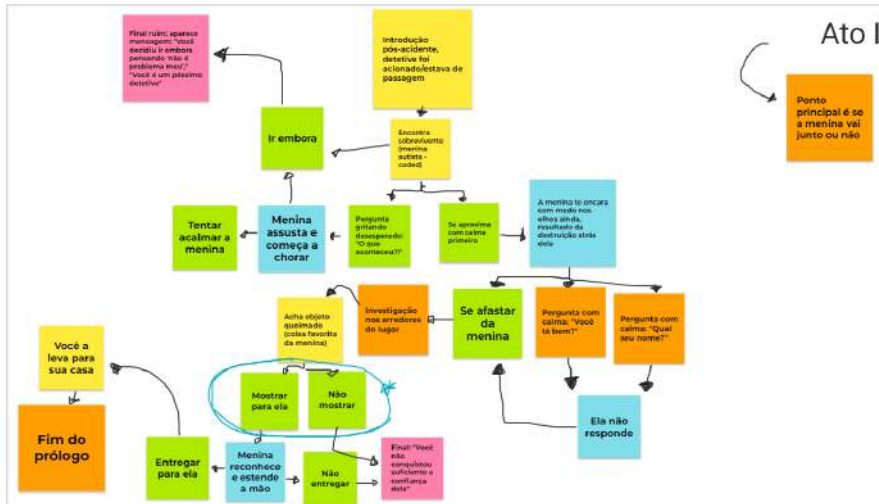 Ato I
Final ruim: aparece
mensagem: "Você
decidiu ir embora
pensando 'não é
problema meu',"
"Você é um péssimo
detetive"
Introdução
pós-acidente,
detetive foi
acionado/estava de
passagem
Ponto
principal é se
a menina vai
junto ou não
Ir embora
Encontra
sobrevivente
(menina
autista -
coded)
Tentar
acalmar a
menina
Menina
assusta e
começa a
chorar
Pergunta
gritando
desesperado:
"O que
aconteceu?!"
Se aproxima
com calma
primeiro
A menina te encara
com medo nos
olhos ainda,
resultado da
destruição atrás
dela
Acha objeto
queimado
(coisa favorita
da menina)
Investigação
nos arredores
do lugar
Se afastar
da
menina
Pergunta com
calma: "Você
tá bem?"
Pergunta com
calma: "Qual
seu nome?"
Você a
leva para
sua casa
Mostrar
para ela
Não
mostrar
Ela não
responde
Fim do
prólogo
Entregar
para ela
Menina
reconhece
e estende
a mão
Não
entregar
Final: "Você
não
conquistou
suficiente a
confiança
dela"